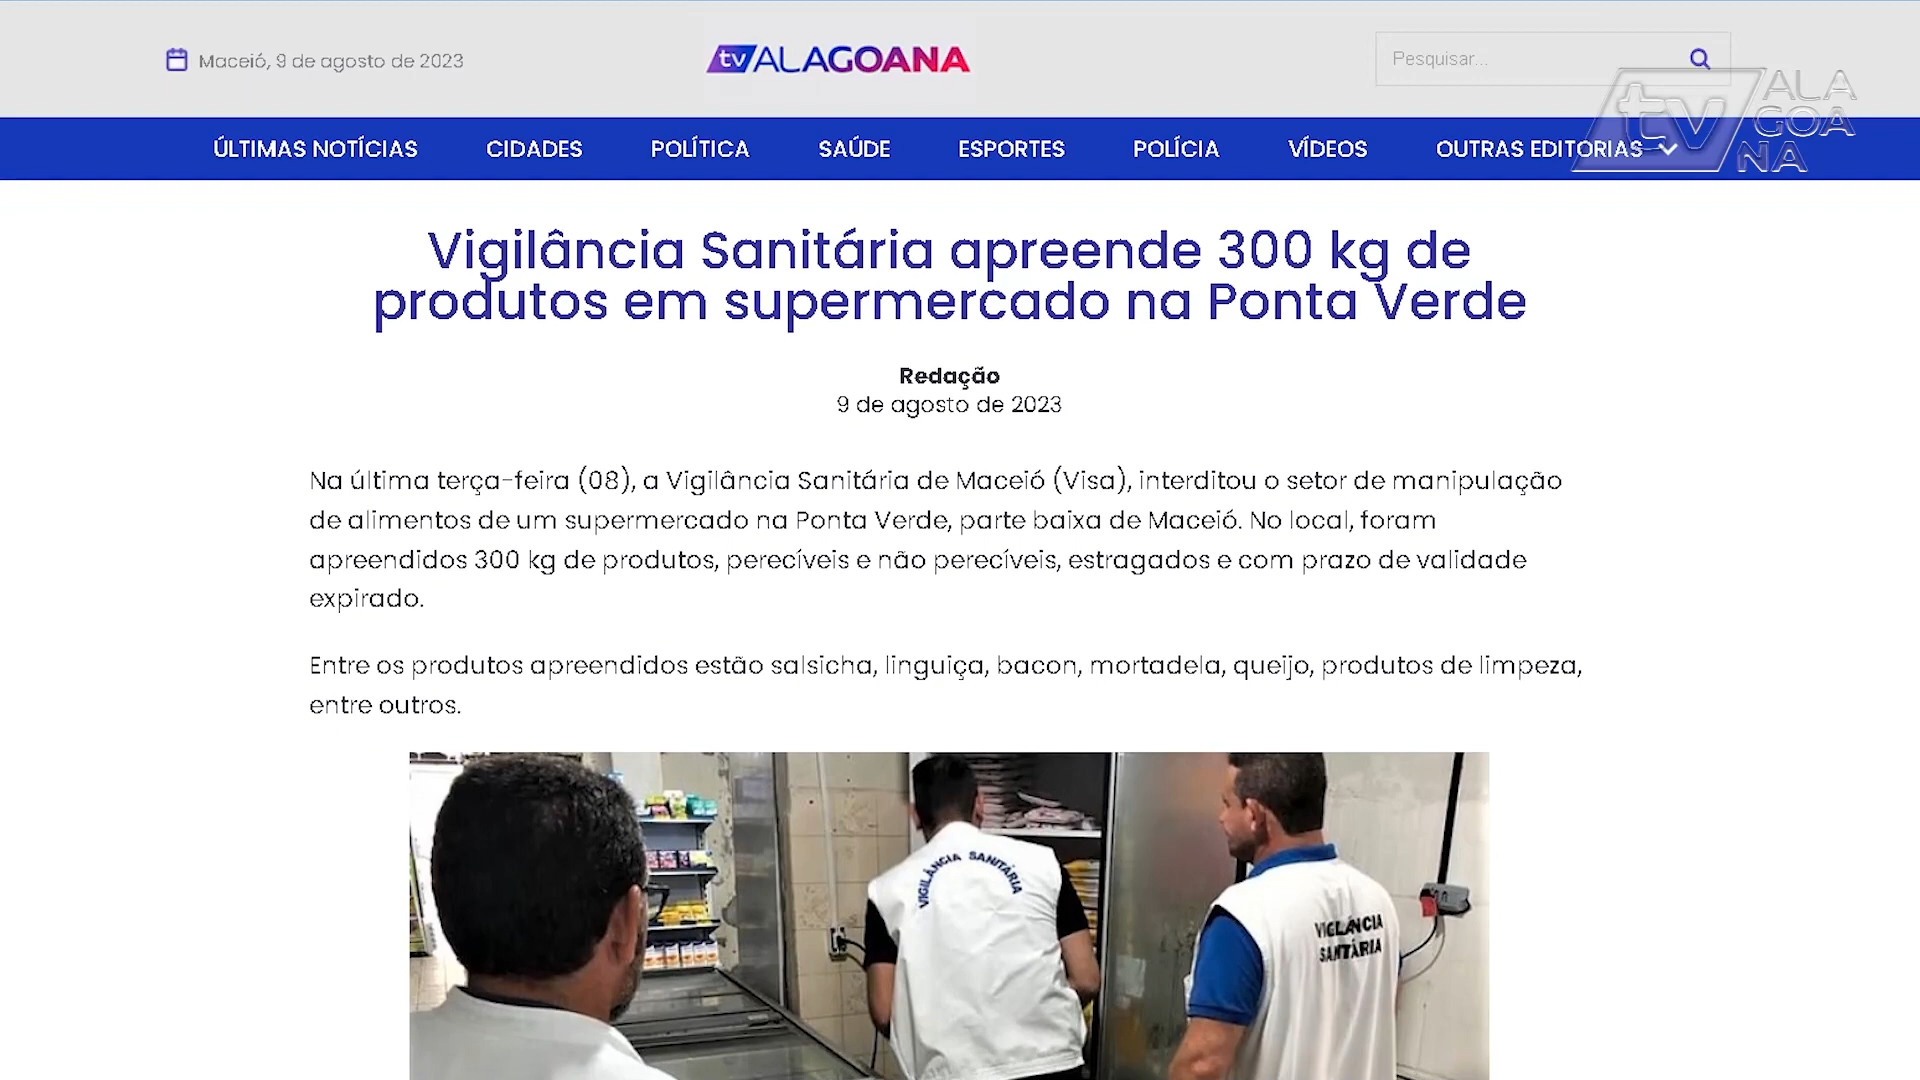 Maceió, 9 de agosto de 2023
tv ALAGOANA
Pesquisar...
tv ALA
GOA
NA
ÚLTIMAS NOTÍCIAS CIDADES POLÍTICA SAÚDE ESPORTES POLÍCIA VÍDEOS OUTRAS EDITORIAS
Vigilância Sanitária apreende 300 kg de
produtos em supermercado na Ponta Verde
Redação
9 de agosto de 2023
Na última terça-feira (08), a Vigilância Sanitária de Maceió (Visa), interditou o setor de manipulação
de alimentos de um supermercado na Ponta Verde, parte baixa de Maceió. No local, foram
apreendidos 300 kg de produtos, perecíveis e não perecíveis, estragados e com prazo de validade
expirado.
Entre os produtos apreendidos estão salsicha, linguiça, bacon, mortadela, queijo, produtos de limpeza,
entre outros.
VIGILÂNCIA SANITÁRIA
VIGILÂNCIA
SANITÁRIA